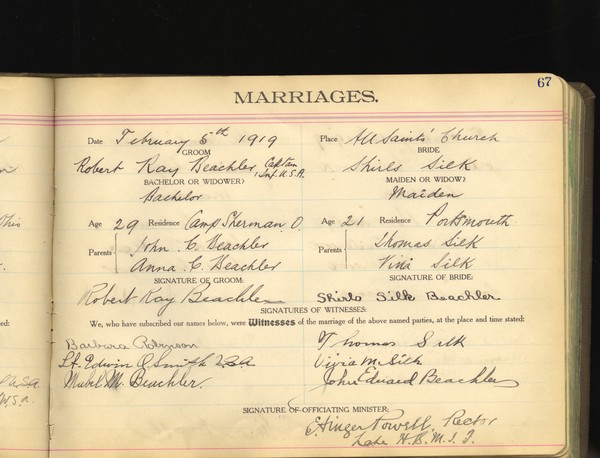 67
MARRIAGES.
Date February 5th 1919 Place All Saints' Church
GROOM BRIDE
Robert Ray Beachler, Captain Inf. U.S.A. Shirls Silk
BACHELOR OR WIDOWER? MAIDEN OR WIDOW?
Bachelor Maiden
Age 29 Residence Camp Sherman O. Age 21 Residence Portsmouth
Parents John C. Beachler Parents Thomas Silk
Anna C. Beachler Silk
SIGNATURE OF GROOM: SIGNATURE OF BRIDE:
Robert Ray Beachler Shirls Silk Beachler
SIGNATURES OF WITNESSES:
We, who have subscribed our names below, were Witnesses of the marriage of the above named parties, at the place and time stated:
Barbara Robinson Thomas Silk
Lt. Edwin Smith U.S.A. M. Silk
Mabel M. Beachler. John Edward Beachler
SIGNATURE OF OFFICIATING MINISTER:
Powell, Rector
Late H.B.M.I.F.